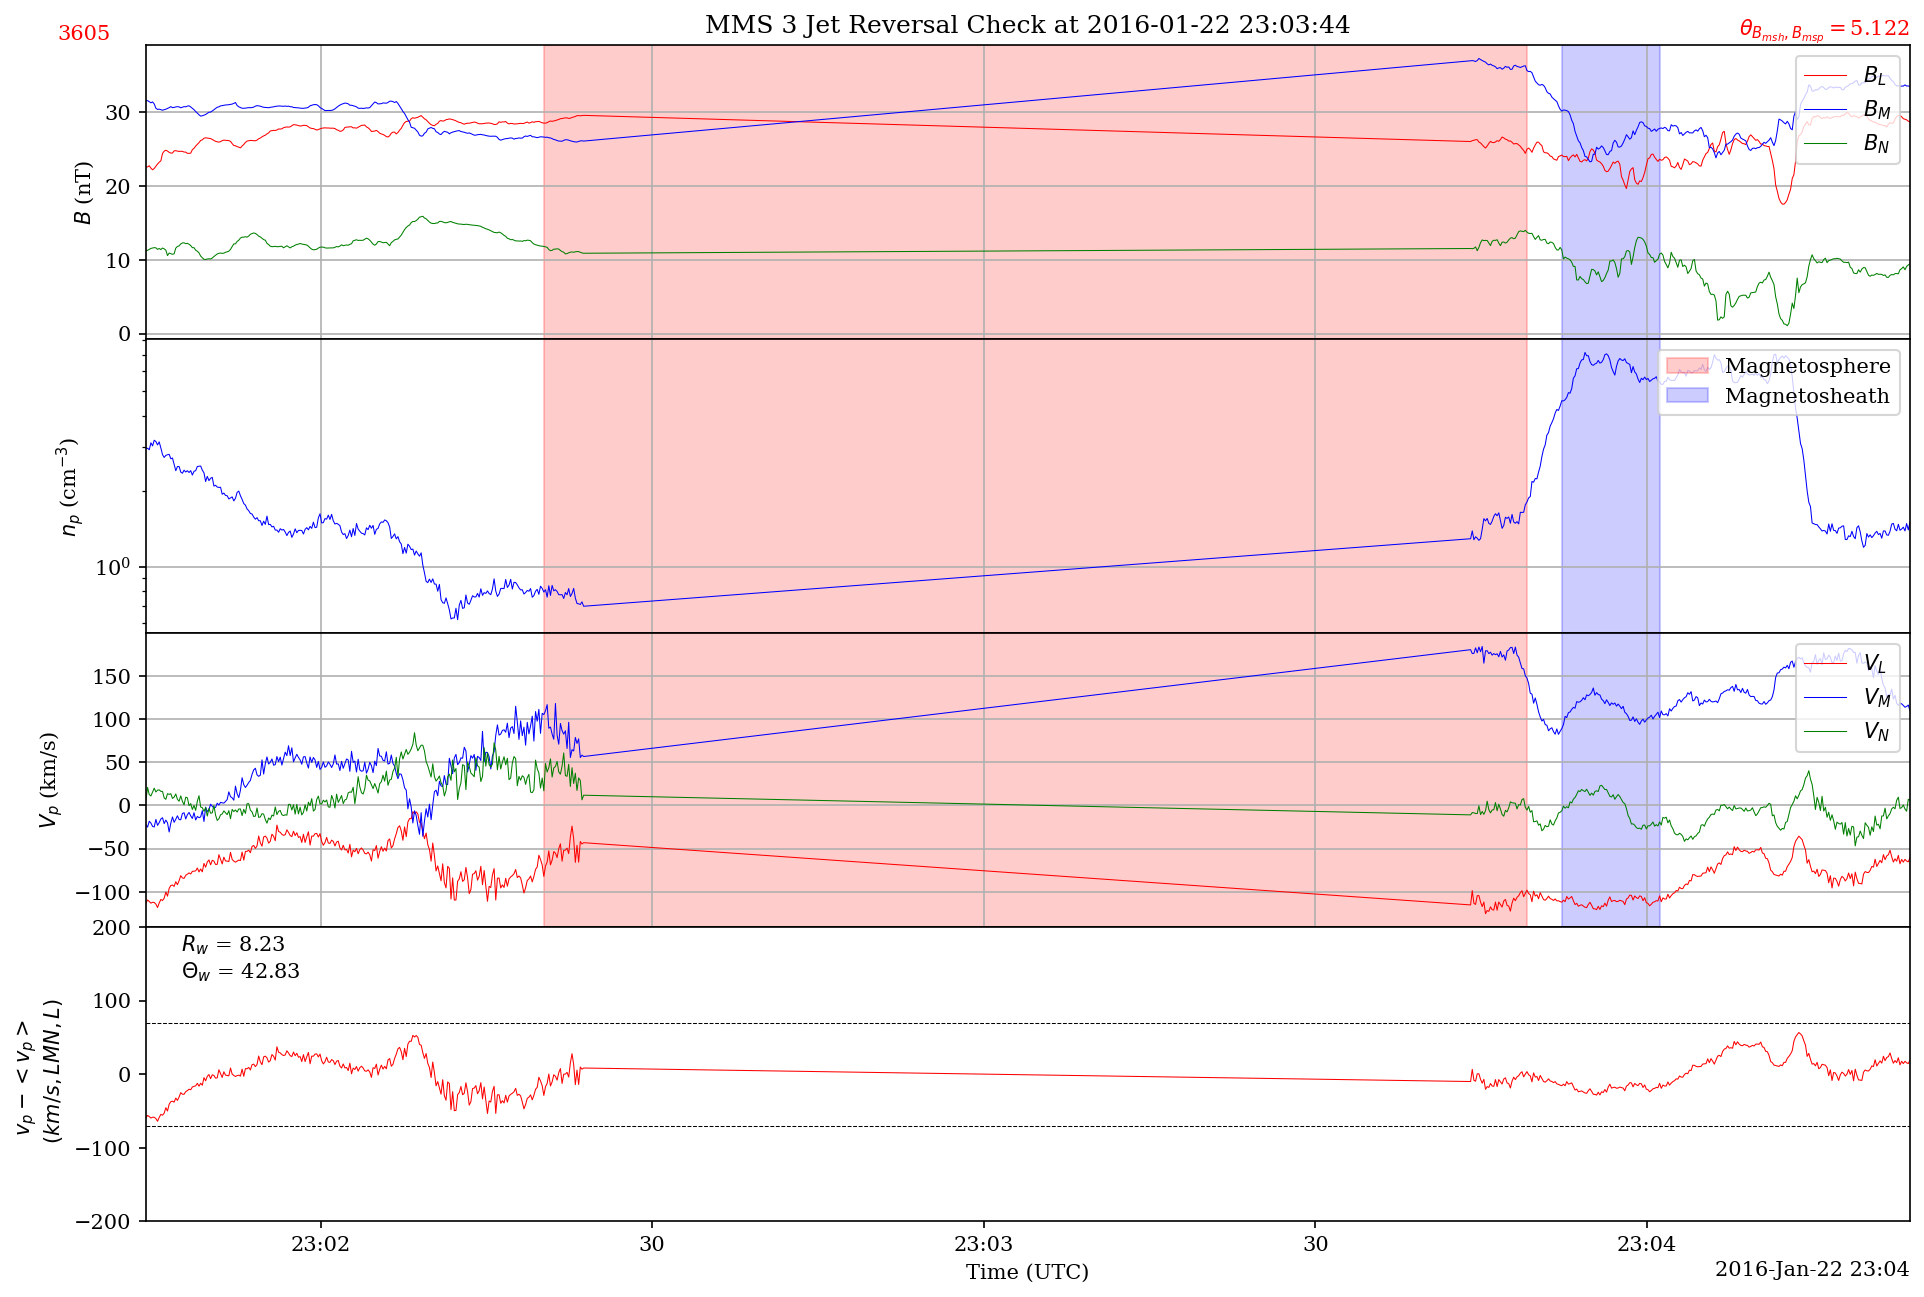 MMS 3 Jet Reversal Check at 2016-01-22 23:03:44
3605
θ_{B_{msh}, B_{msp}} = 5.122
B (nT)
30
20
10
0
B_L
B_M
B_N
n_p (cm^{-3})
10^0
Magnetosphere
Magnetosheath
V_p (km/s)
150
100
50
0
−50
−100
V_L
V_M
V_N
v_p − < v_p >
(km/s, LMN, L)
200
100
0
−100
−200
R_w = 8.23
Θ_w = 42.83
23:02
30
23:03
30
23:04
Time (UTC)
2016-Jan-22 23:04